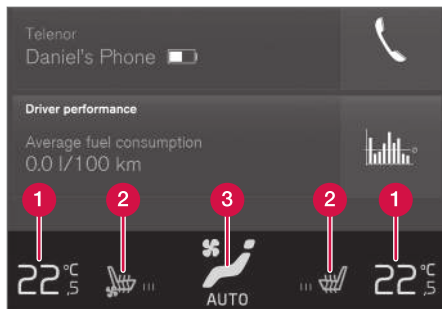 Telenor
Daniel's Phone
Driver performance
Average fuel consumption
0.0 l/100 km
1 2 3 2 1
22,5 °C 22,5 °C
AUTO